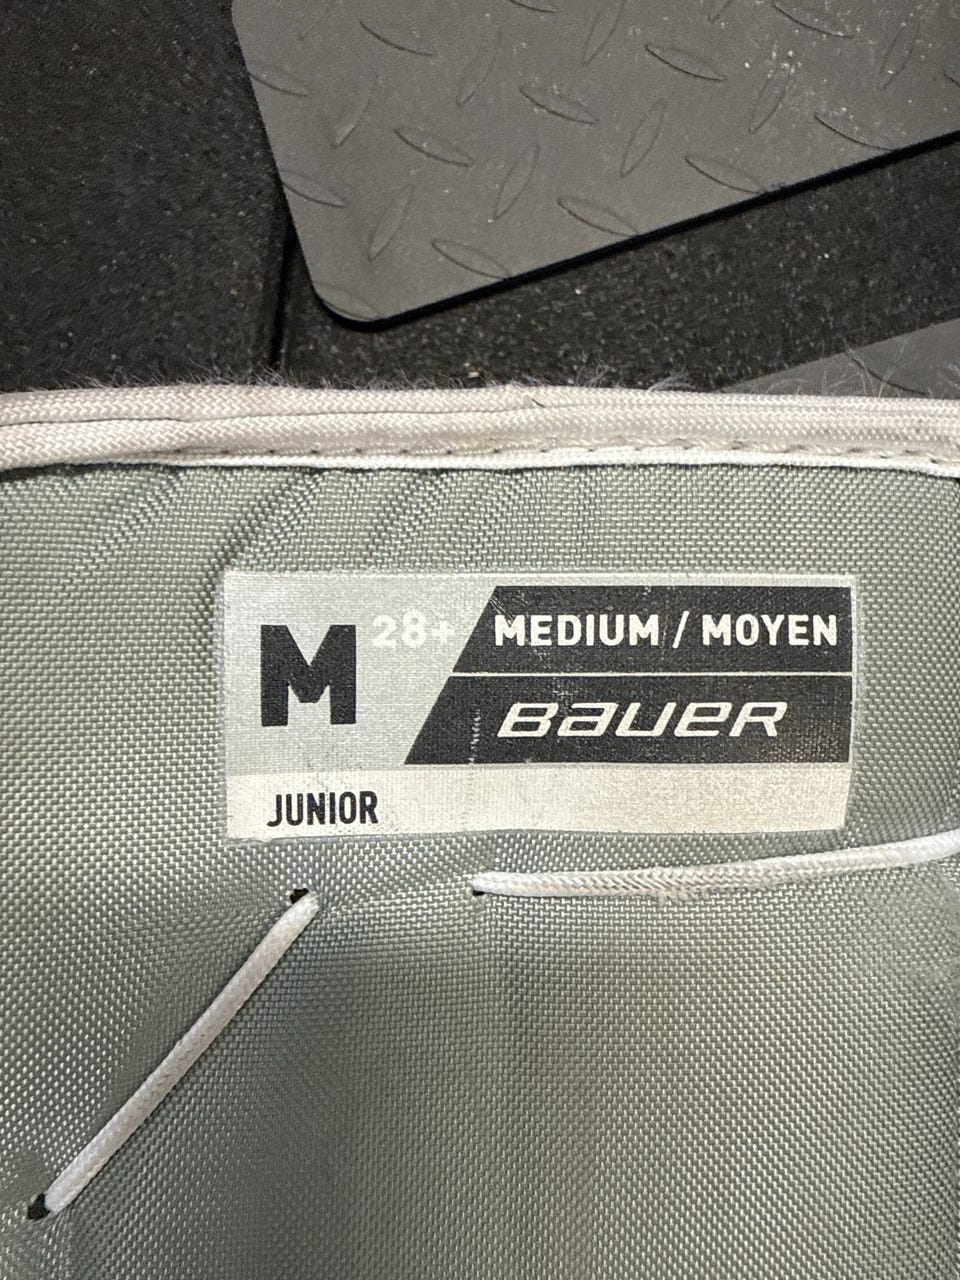 M 28+ MEDIUM / MOYEN
BAUER
JUNIOR